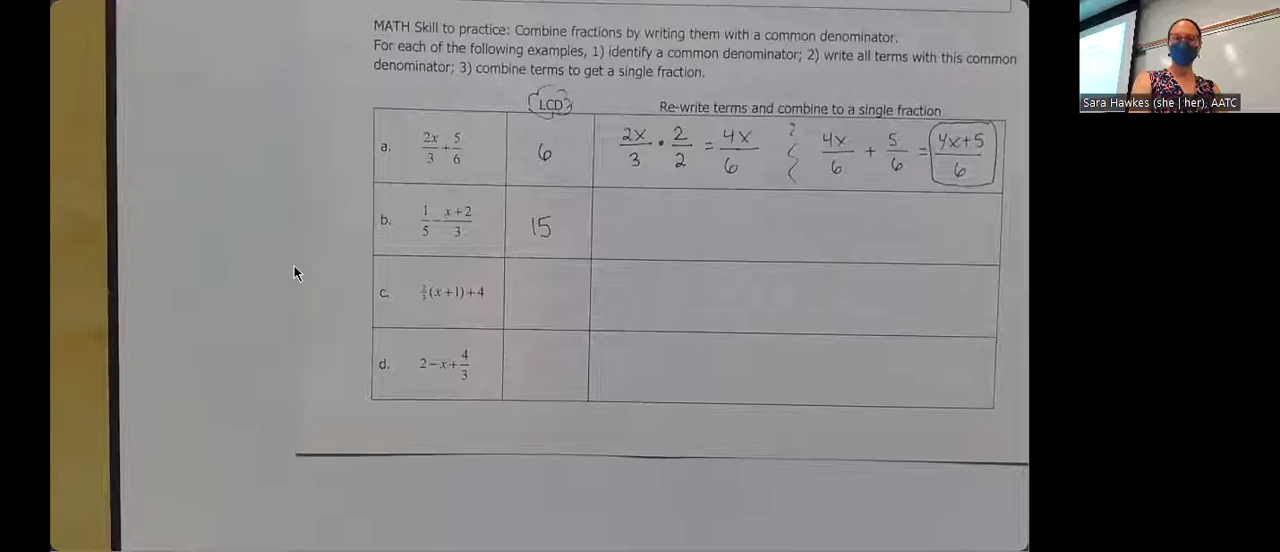 MATH Skill to practice: Combine fractions by writing them with a common denominator.
For each of the following examples, 1) identify a common denominator; 2) write all terms with this common
denominator; 3) combine terms to get a single fraction.
LCD Re-write terms and combine to a single fraction
a. 2x/3 + 5/6 6 2x/3 · 2/2 = 4x/6 4x/6 + 5/6 = 4x+5/6
b. 1/5 - x+2/3 15
c. (x+1)+4
d. 2-x+4/3
Sara Hawkes (she | her), AATC